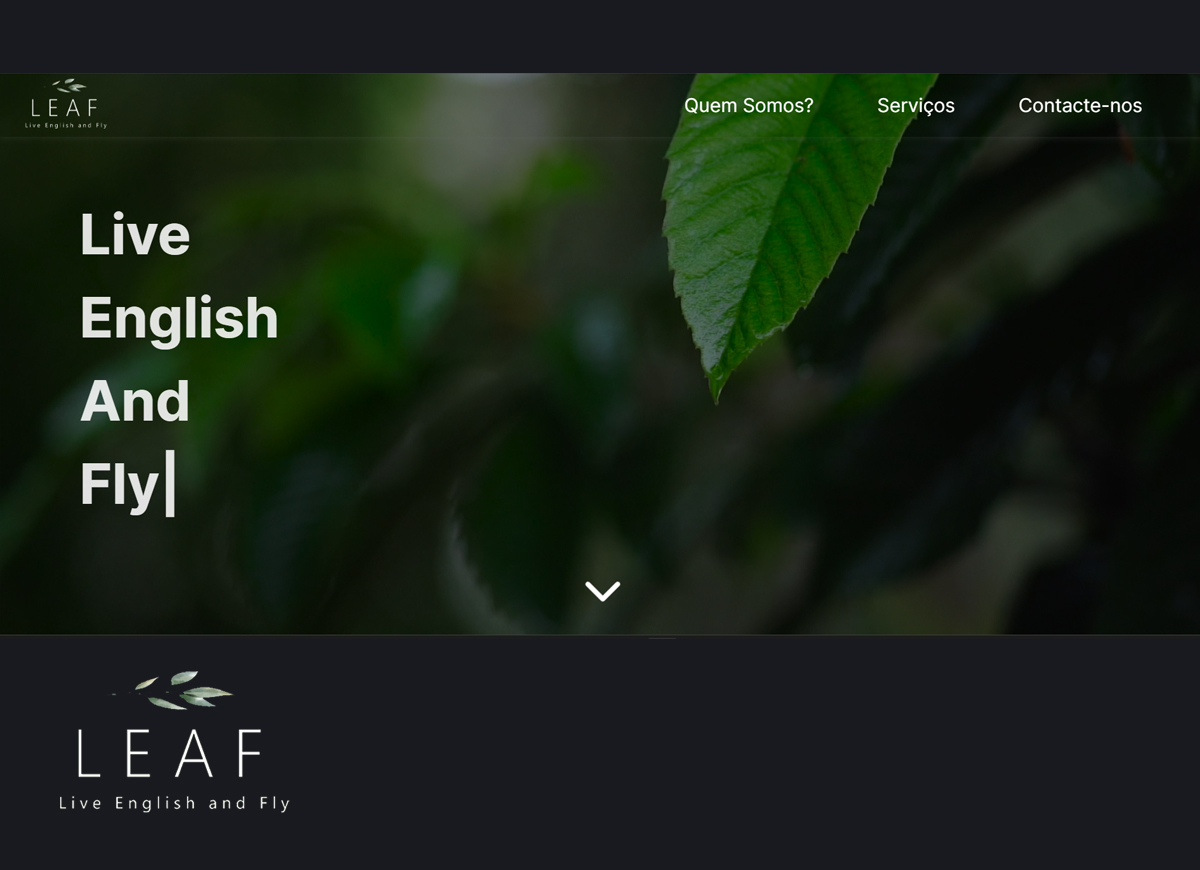 LEAF
Live English and Fly
Quem Somos?
Serviços
Contacte-nos
Live
English
And
Fly
LEAF
Live English and Fly